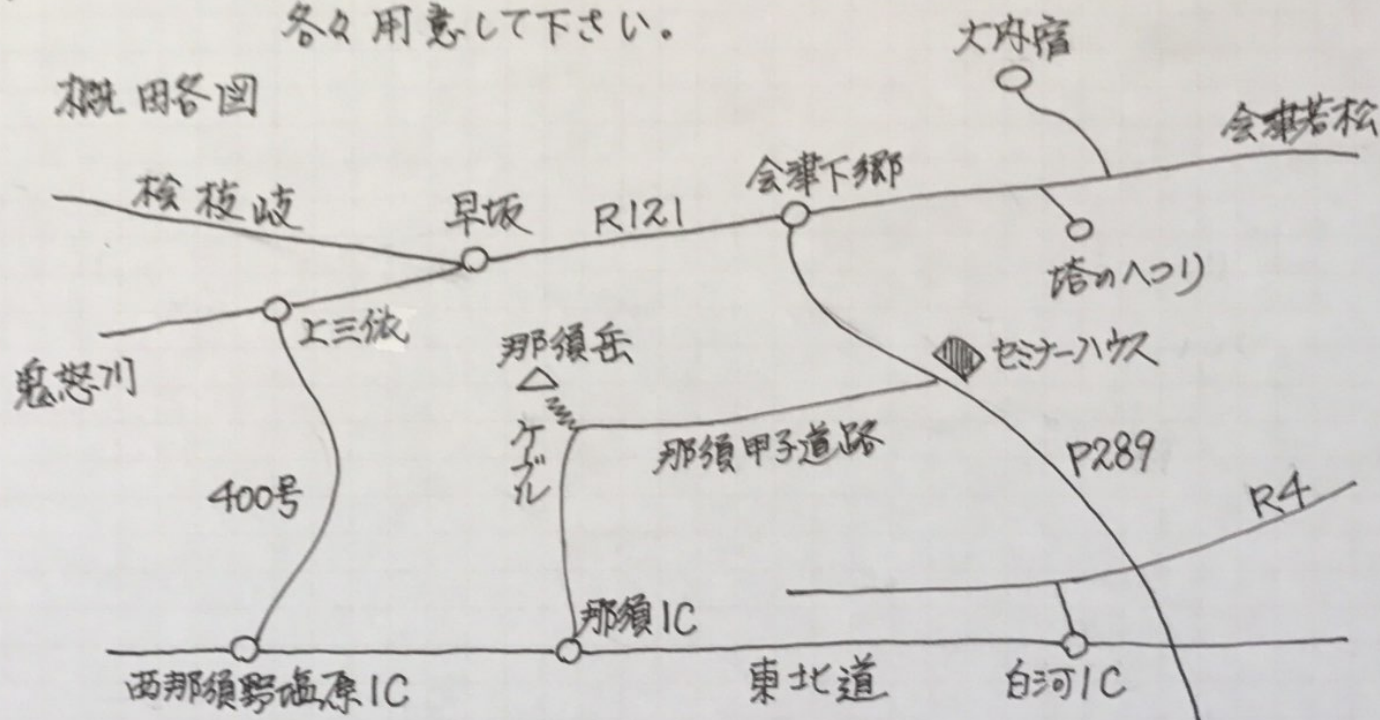 各々用意して下さい。
概略図
大内宿
会津若松
会津下郷
桧枝岐
早坂
R121
塔のへつり
上三依
鬼怒川
那須岳
セミナーハウス
ケーブル
那須甲子道路
R289
400号
R4
那須IC
西那須野塩原IC
東北道
白河IC